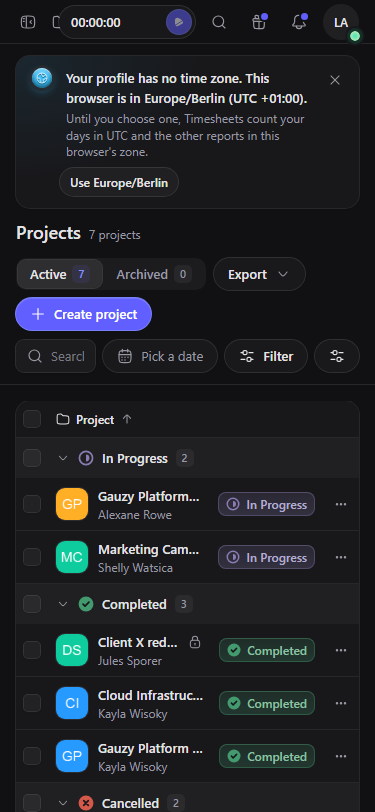 00:00:00
LA
Your profile has no time zone. This
browser is in Europe/Berlin (UTC +01:00).
Until you choose one, Timesheets count your
days in UTC and the other reports in this
browser's zone.
Use Europe/Berlin
Projects 7 projects
Active 7 Archived 0 Export
Create project
Search Pick a date Filter
Project
In Progress 2
GP Gauzy Platform... In Progress
Alexane Rowe
MC Marketing Cam... In Progress
Shelly Watsica
Completed 3
DS Client X red... Completed
Jules Sporer
CI Cloud Infrastruc... Completed
Kayla Wisoky
GP Gauzy Platform ... Completed
Kayla Wisoky
Cancelled 2